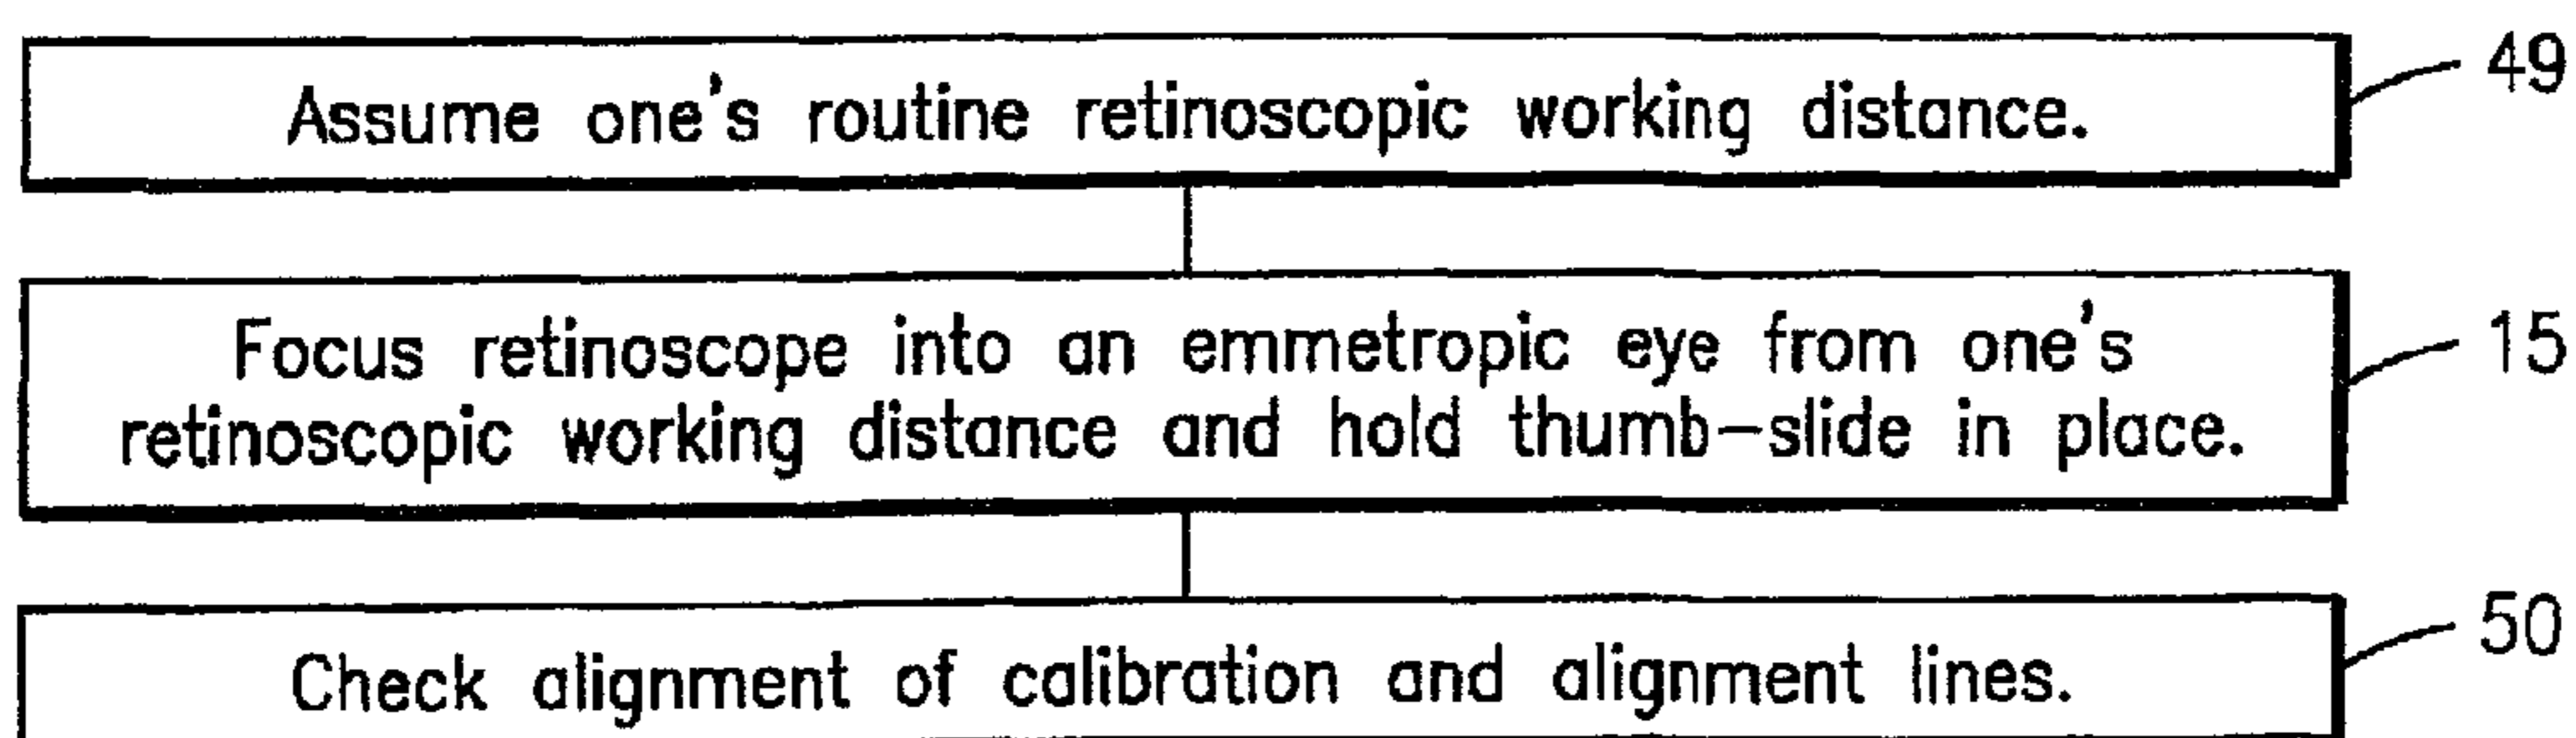 Assume one's routine retinoscopic working distance.
49
Focus retinoscope into an emmetropic eye from one's
retinoscopic working distance and hold thumb-slide in place.
15
Check alignment of calibration and alignment lines.
50